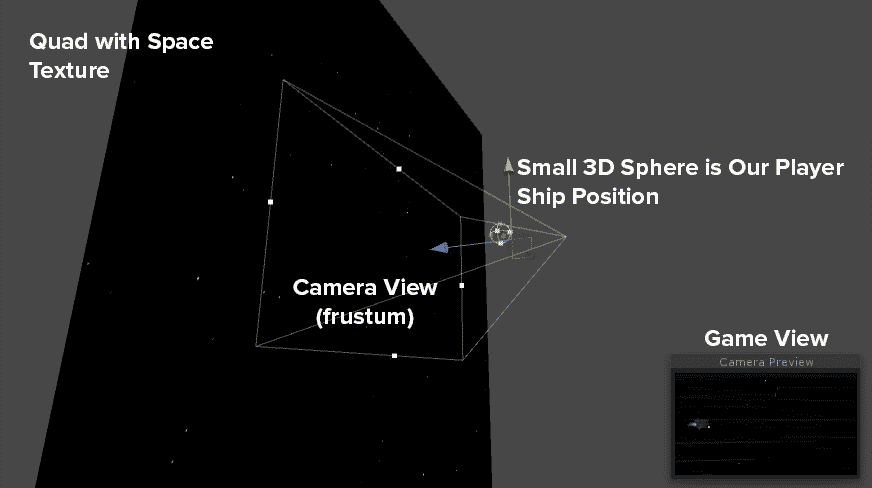 Quad with Space
Texture
Small 3D Sphere is Our Player
Ship Position
Camera View
(frustum)
Game View
Camera Preview